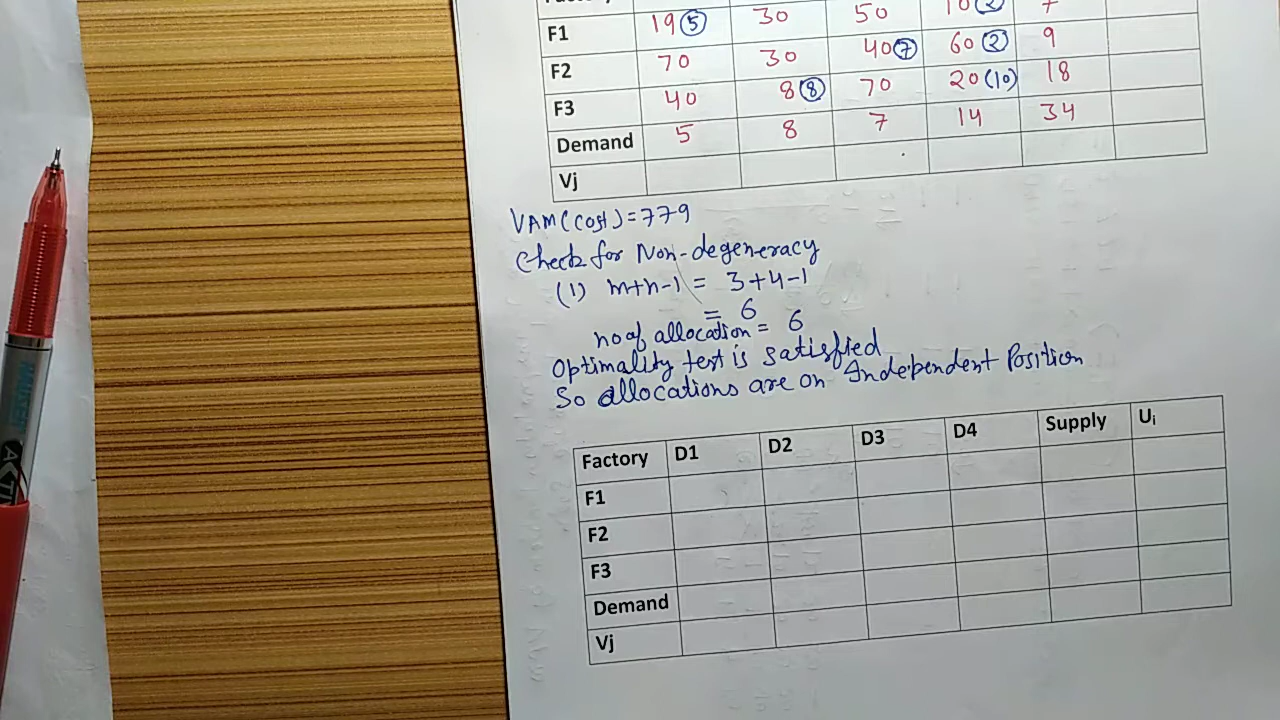 F1 19 5 30 50 10 2 7
F2 70 30 40 7 60 2 9
F3 40 8 8 70 20 (10) 18
Demand 5 8 7 14 34
Vj
VAM(cost)=779
Check for Non-degeneracy
(1) m+n-1 = 3+4-1
= 6
no of allocation = 6
Optimality test is satisfied
So allocations are on Independent Position
Factory D1 D2 D3 D4 Supply Ui
F1
F2
F3
Demand
Vj